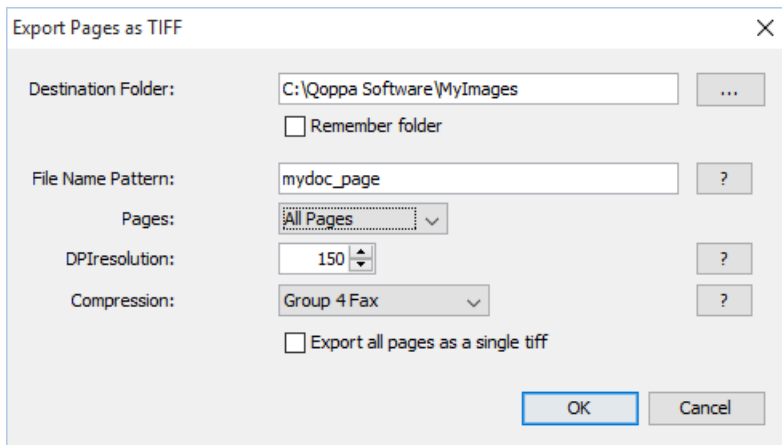 Export Pages as TIFF
Destination Folder: C:\Qoppa Software\MyImages ...
Remember folder
File Name Pattern: mydoc_page ?
Pages: All Pages
DPIresolution: 150 ?
Compression: Group 4 Fax ?
Export all pages as a single tiff
OK Cancel